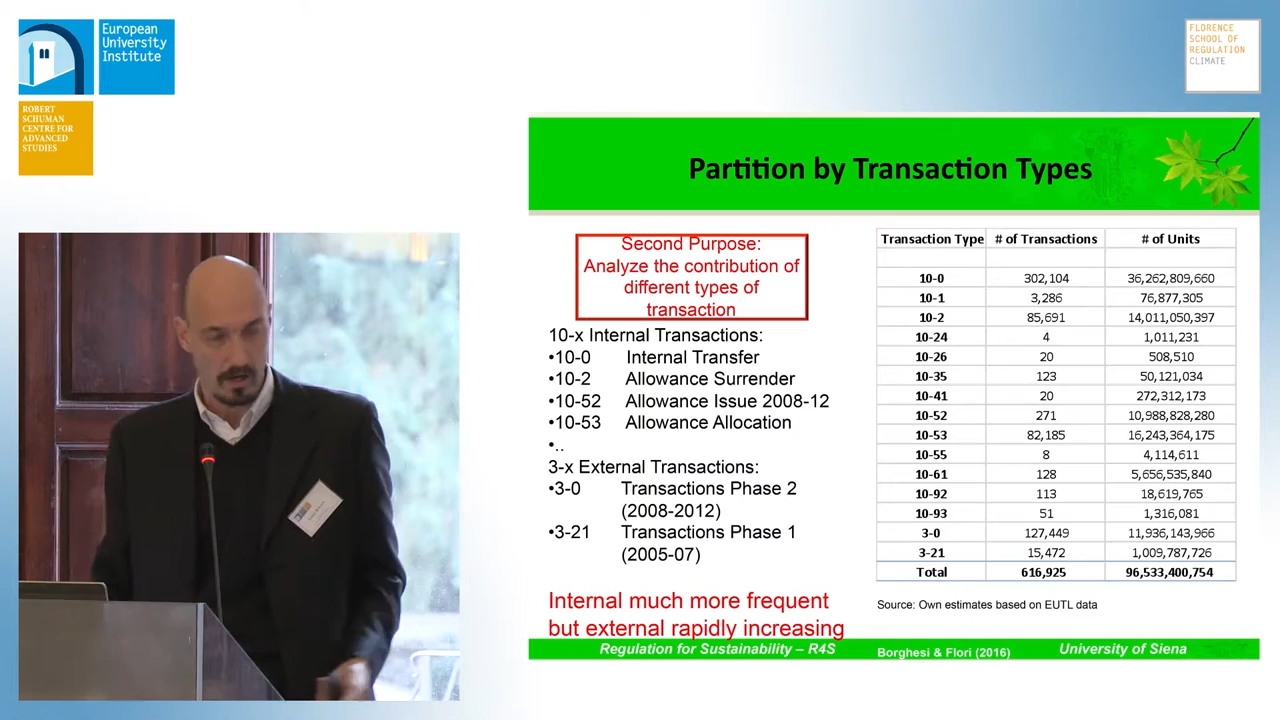 European
University
Institute
ROBERT
SCHUMAN
CENTRE FOR
ADVANCED
STUDIES
FLORENCE
SCHOOL OF
REGULATION
CLIMATE
Partition by Transaction Types
Second Purpose:
Analyze the contribution of
different types of
transaction
10-x Internal Transactions:
•10-0 Internal Transfer
•10-2 Allowance Surrender
•10-52 Allowance Issue 2008-12
•10-53 Allowance Allocation
•..
3-x External Transactions:
•3-0 Transactions Phase 2
(2008-2012)
•3-21 Transactions Phase 1
(2005-07)
Internal much more frequent
but external rapidly increasing
Transaction Type # of Transactions # of Units
10-0 302,104 36,262,809,660
10-1 3,286 76,877,305
10-2 85,691 14,011,050,397
10-24 4 1,011,231
10-26 20 508,510
10-35 123 50,121,034
10-41 20 272,312,173
10-52 271 10,988,828,280
10-53 82,185 16,243,364,175
10-55 8 4,114,611
10-61 128 5,656,535,840
10-92 113 18,619,765
10-93 51 1,316,081
3-0 127,449 11,936,143,966
3-21 15,472 1,009,787,726
Total 616,925 96,533,400,754
Source: Own estimates based on EUTL data
Regulation for Sustainability – R4S Borghesi & Flori (2016) University of Siena